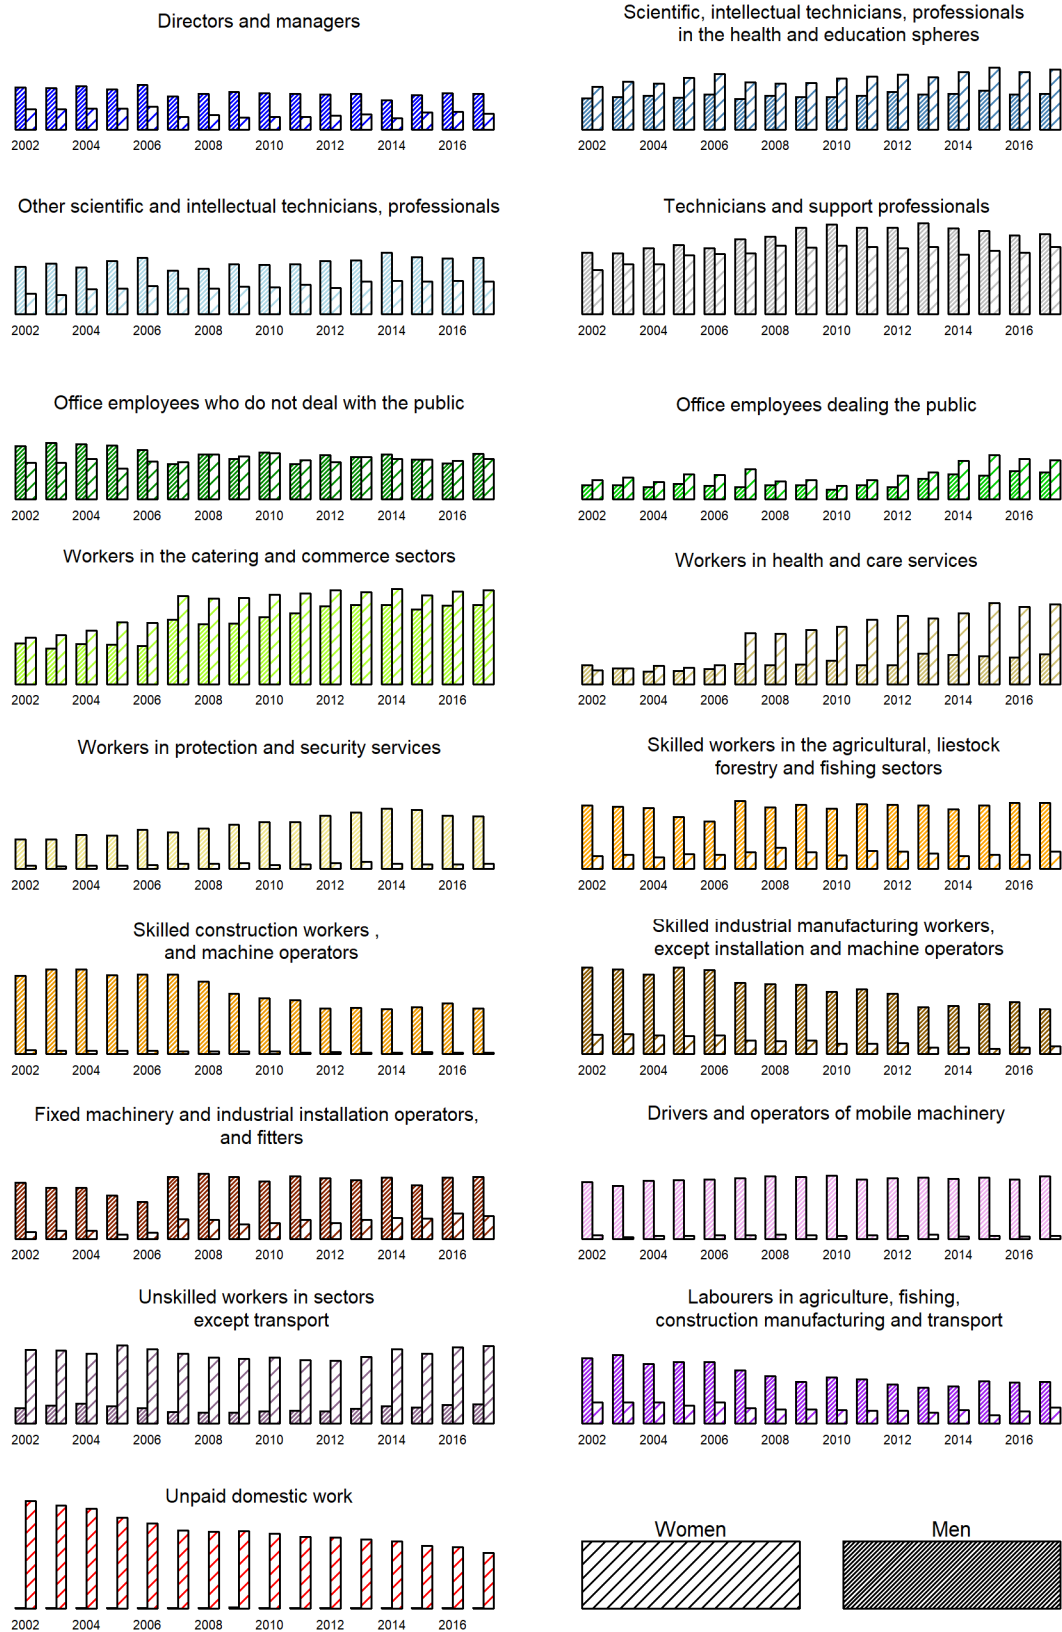 Directors and managers
Scientific, intellectual technicians, professionals
in the health and education spheres
2002 2004 2006 2008 2010 2012 2014 2016
2002 2004 2006 2008 2010 2012 2014 2016
Other scientific and intellectual technicians, professionals
Technicians and support professionals
2002 2004 2006 2008 2010 2012 2014 2016
2002 2004 2006 2008 2010 2012 2014 2016
Office employees who do not deal with the public
Office employees dealing the public
2002 2004 2006 2008 2010 2012 2014 2016
2002 2004 2006 2008 2010 2012 2014 2016
Workers in the catering and commerce sectors
Workers in health and care services
2002 2004 2006 2008 2010 2012 2014 2016
2002 2004 2006 2008 2010 2012 2014 2016
Workers in protection and security services
Skilled workers in the agricultural, liestock
forestry and fishing sectors
2002 2004 2006 2008 2010 2012 2014 2016
2002 2004 2006 2008 2010 2012 2014 2016
Skilled construction workers ,
and machine operators
Skilled industrial manufacturing workers,
except installation and machine operators
2002 2004 2006 2008 2010 2012 2014 2016
2002 2004 2006 2008 2010 2012 2014 2016
Fixed machinery and industrial installation operators,
and fitters
Drivers and operators of mobile machinery
2002 2004 2006 2008 2010 2012 2014 2016
2002 2004 2006 2008 2010 2012 2014 2016
Unskilled workers in sectors
except transport
Labourers in agriculture, fishing,
construction manufacturing and transport
2002 2004 2006 2008 2010 2012 2014 2016
2002 2004 2006 2008 2010 2012 2014 2016
Unpaid domestic work
2002 2004 2006 2008 2010 2012 2014 2016
Women
Men